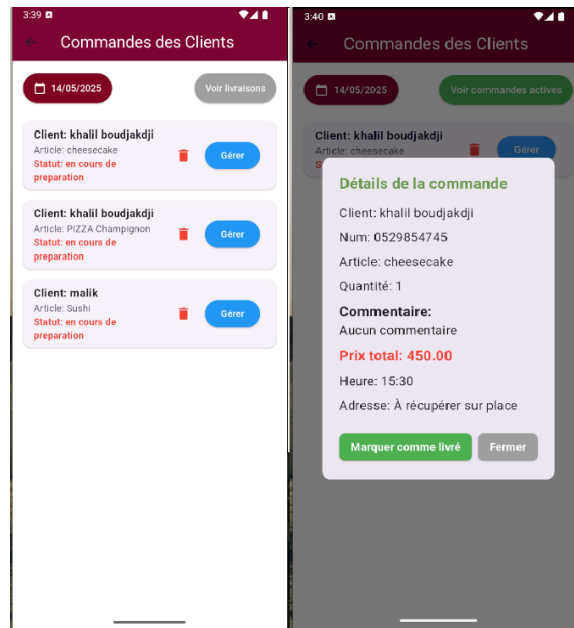 3:39
Commandes des Clients
14/05/2025
Voir livraisons
Client: khalil boudjakdji
Article: cheesecake
Statut: en cours de
preparation
Gérer
Client: khalil boudjakdji
Article: PIZZA Champignon
Statut: en cours de
preparation
Gérer
Client: malik
Article: Sushi
Statut: en cours de
preparation
Gérer
3:40
Commandes des Clients
14/05/2025
Voir commandes actives
Client: khalil boudjakdji
Article: cheesecake
S
Gérer
Détails de la commande
Client: khalil boudjakdji
Num: 0529854745
Article: cheesecake
Quantité: 1
Commentaire:
Aucun commentaire
Prix total: 450.00
Heure: 15:30
Adresse: À récupérer sur place
Marquer comme livré
Fermer